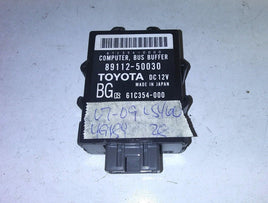 COMPUTER, BUS BUFFER
89112-50030
TOYOTA DC12V
MADE IN JAPAN
BG 61C354-000
07-09 LS460